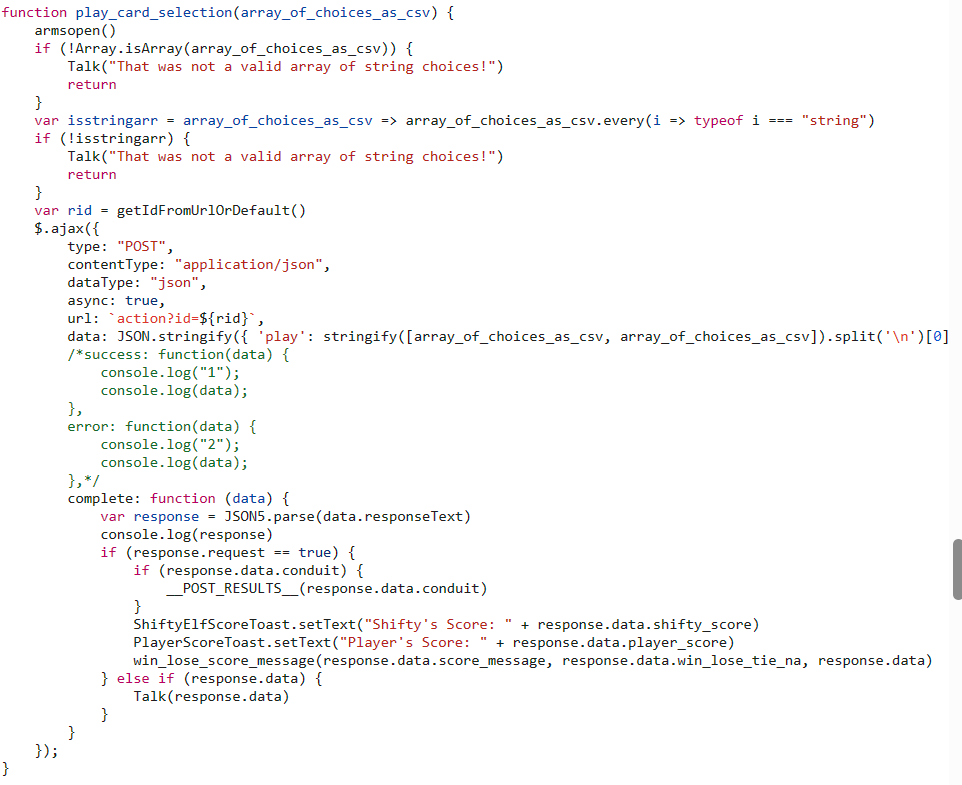 function play_card_selection(array_of_choices_as_csv) {
    armsopen()
    if (!Array.isArray(array_of_choices_as_csv)) {
        Talk("That was not a valid array of string choices!")
        return
    }
    var isstringarr = array_of_choices_as_csv => array_of_choices_as_csv.every(i => typeof i === "string")
    if (!isstringarr) {
        Talk("That was not a valid array of string choices!")
        return
    }
    var rid = getIdFromUrlOrDefault()
    $.ajax({
        type: "POST",
        contentType: "application/json",
        dataType: "json",
        async: true,
        url: `action?id=${rid}`,
        data: JSON.stringify({ 'play': stringify([array_of_choices_as_csv, array_of_choices_as_csv]).split('\n')[0]
        /*success: function(data) {
            console.log("1");
            console.log(data);
        },
        error: function(data) {
            console.log("2");
            console.log(data);
        },*/
        complete: function (data) {
            var response = JSON5.parse(data.responseText)
            console.log(response)
            if (response.request == true) {
                if (response.data.conduit) {
                    __POST_RESULTS__(response.data.conduit)
                }
                ShiftyElfScoreToast.setText("Shifty's Score: " + response.data.shifty_score)
                PlayerScoreToast.setText("Player's Score: " + response.data.player_score)
                win_lose_score_message(response.data.score_message, response.data.win_lose_tie_na, response.data)
            } else if (response.data) {
                Talk(response.data)
            }
        }
    });
}